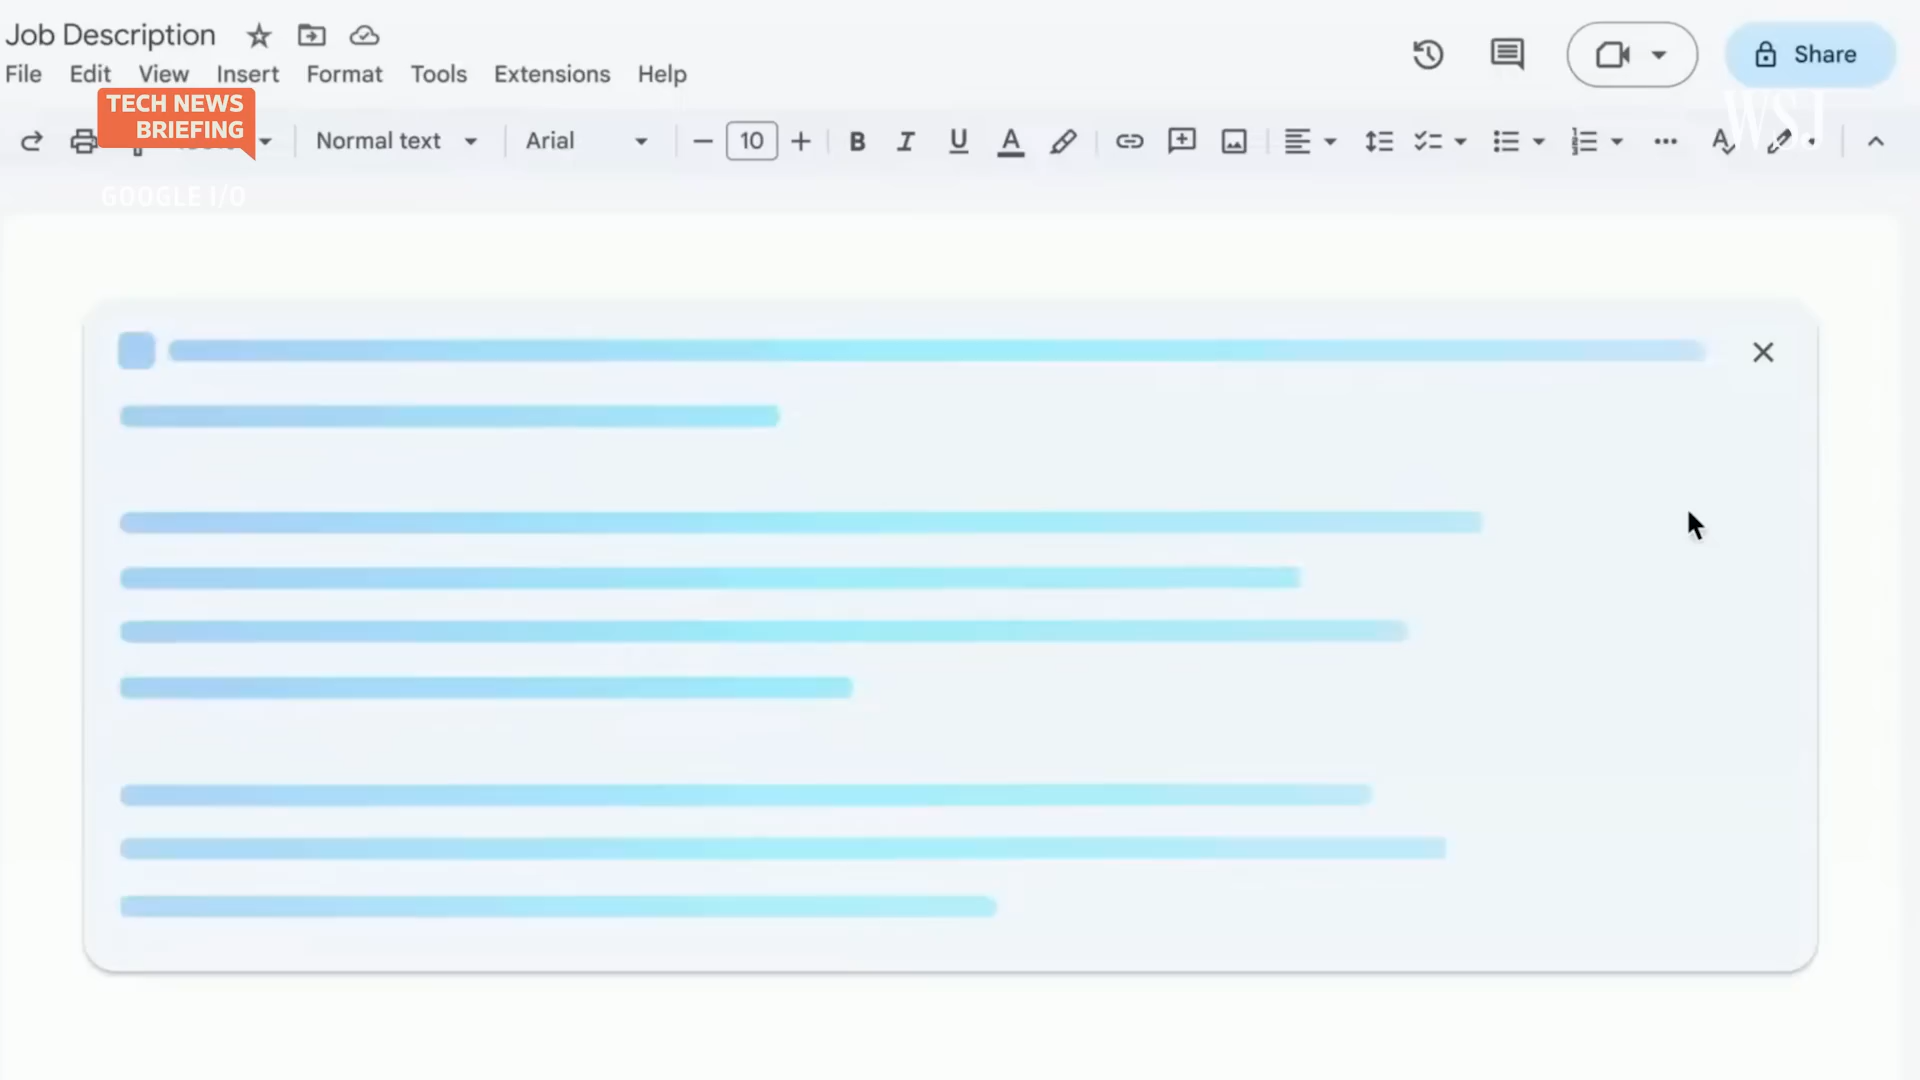 Job Description
File Edit View Insert Format Tools Extensions Help
Share
TECH NEWS
BRIEFING
Normal text
Arial
10
B I U A
WSJ
GOOGLE I/O